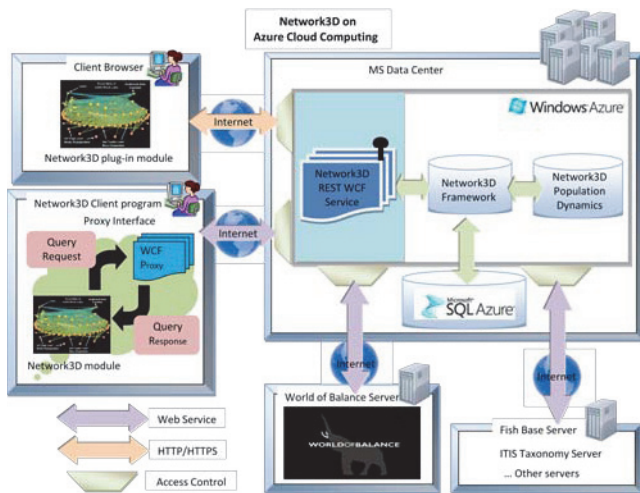 Network3D on
Azure Cloud Computing
Client Browser
Network3D plug-in module
Internet
MS Data Center
Windows Azure
Network3D
REST WCF
Service
Network3D
Framework
Network3D
Population
Dynamics
Microsoft
SQL Azure
Network3D Client program
Proxy Interface
Query
Request
WCF
Proxy
Query
Response
Network3D module
Internet
Internet
Internet
World of Balance Server
WORLDOFBALANCE
Fish Base Server
ITIS Taxonomy Server
... Other servers
Web Service
HTTP/HTTPS
Access Control